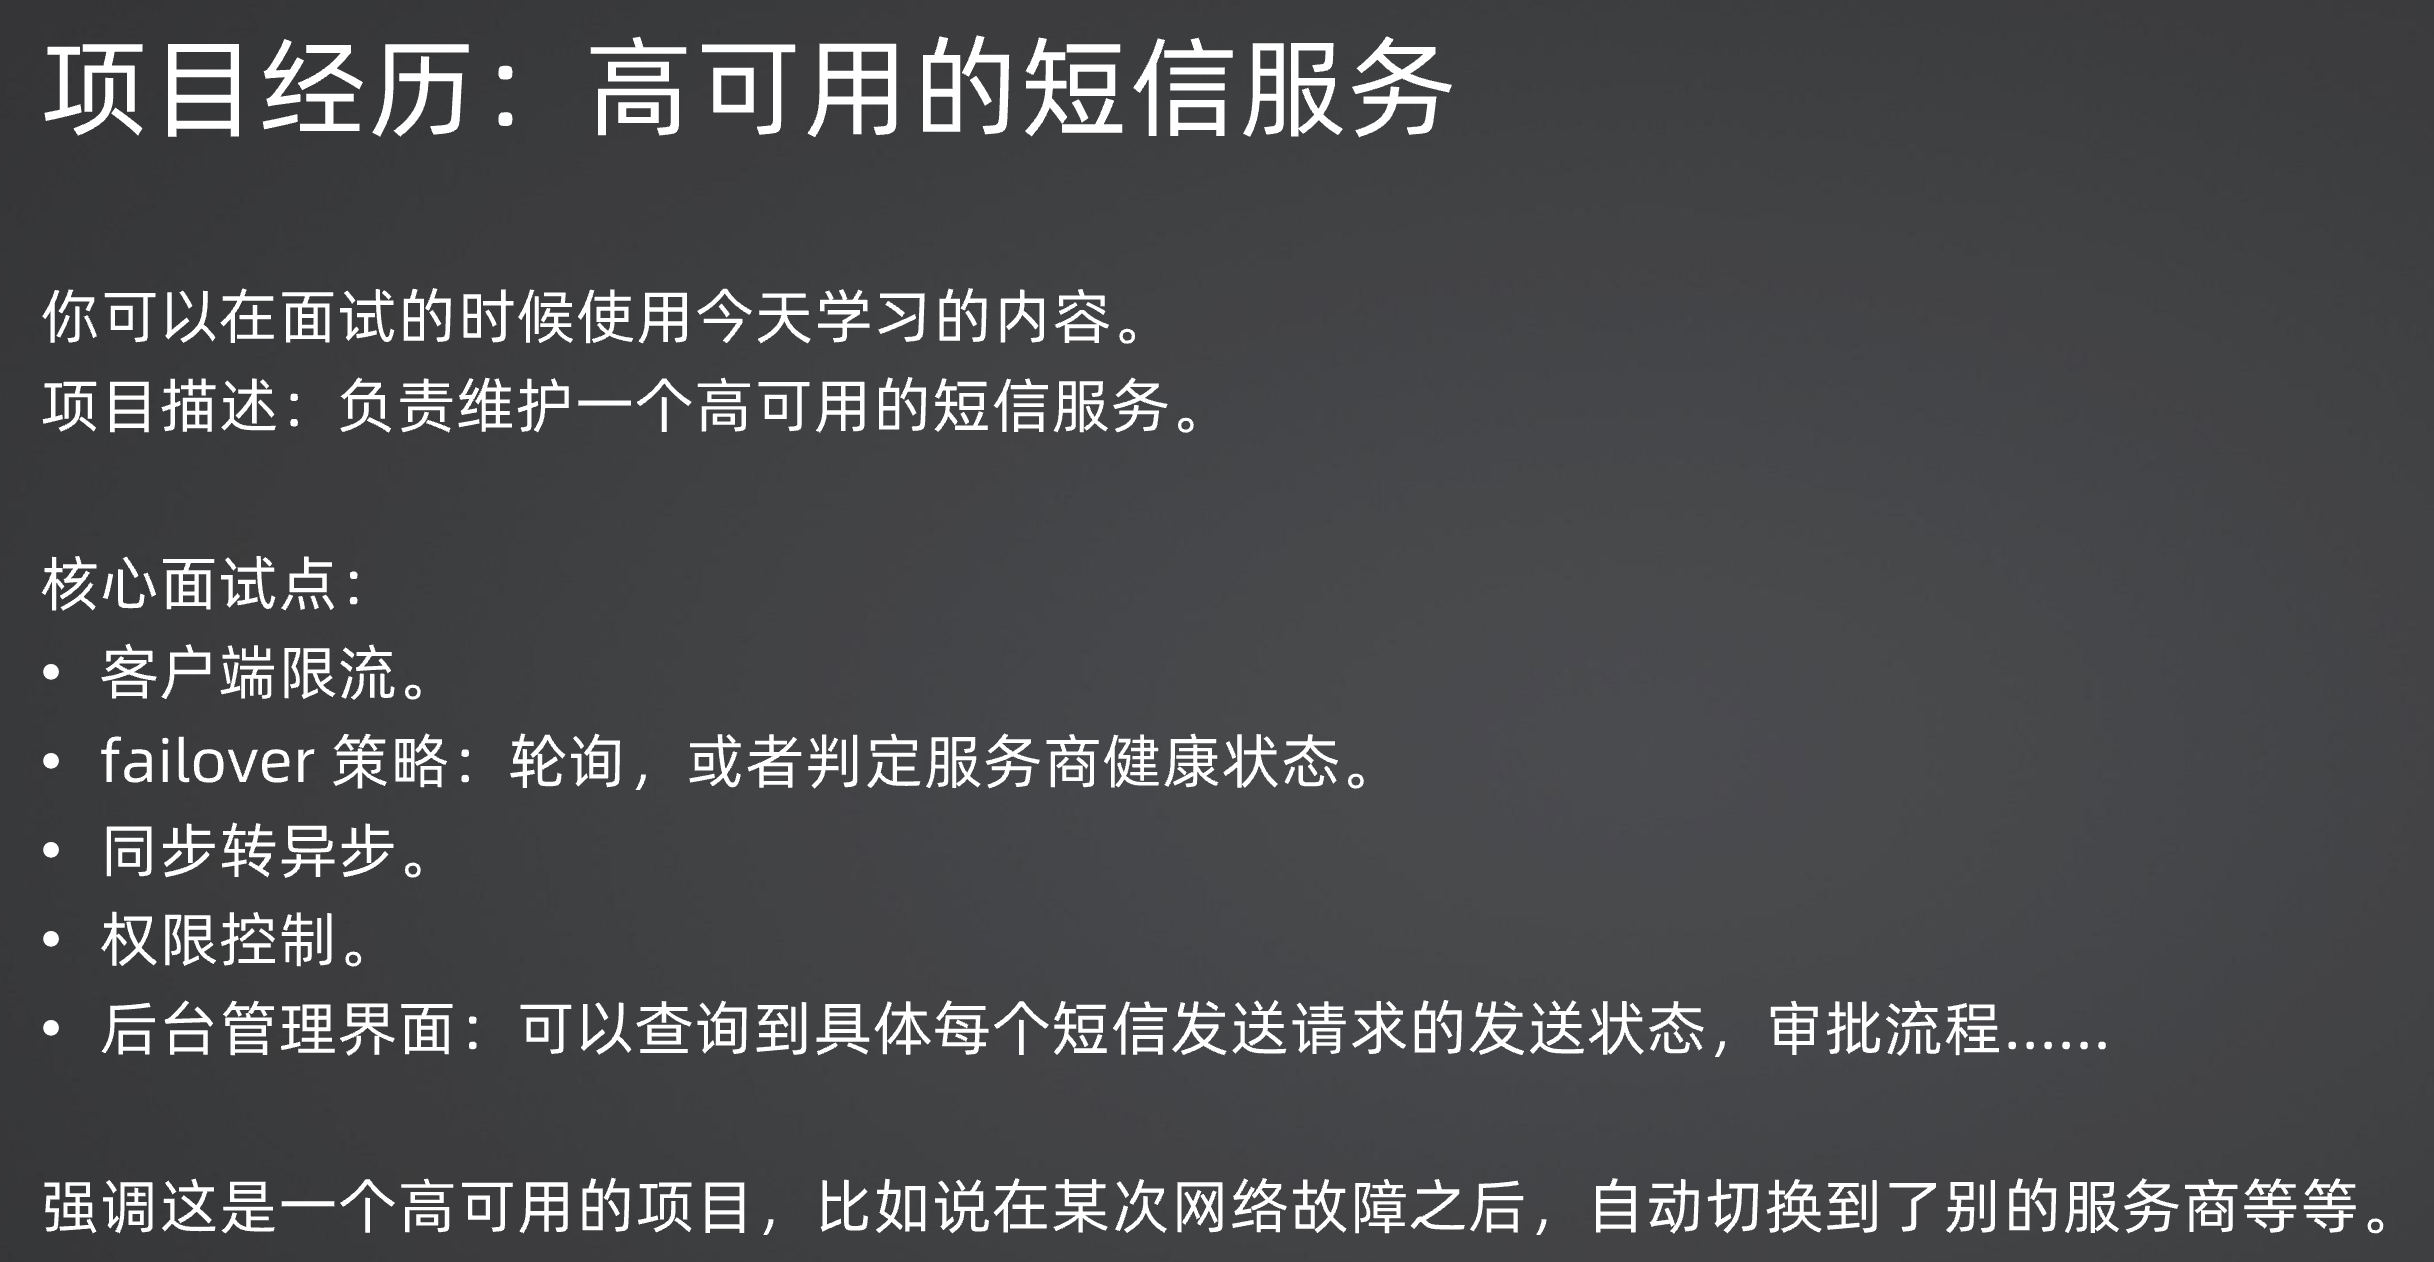 项目经历：高可用的短信服务
你可以在面试的时候使用今天学习的内容。
项目描述：负责维护一个高可用的短信服务。
核心面试点：
• 客户端限流。
• failover 策略：轮询，或者判定服务商健康状态。
• 同步转异步。
• 权限控制。
• 后台管理界面：可以查询到具体每个短信发送请求的发送状态，审批流程……
强调这是一个高可用的项目，比如说在某次网络故障之后，自动切换到了别的服务商等等。